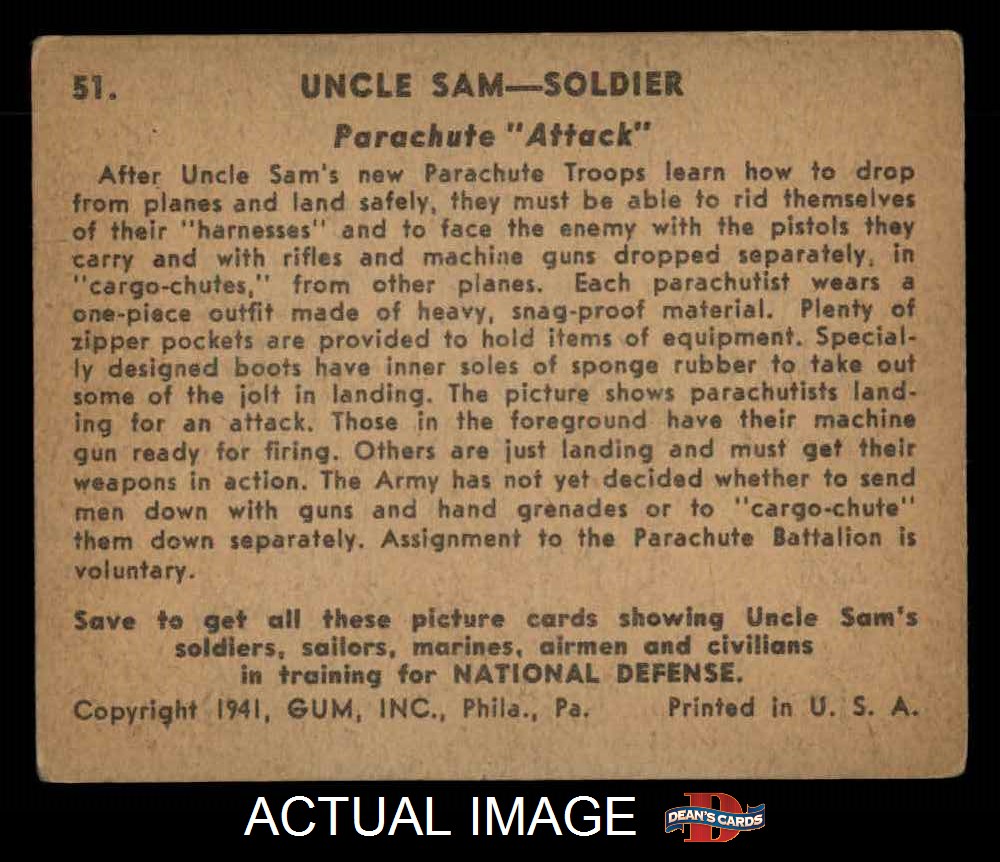 51. UNCLE SAM—SOLDIER
Parachute "Attack"
After Uncle Sam's new Parachute Troops learn how to drop
from planes and land safely, they must be able to rid themselves
of their "harnesses" and to face the enemy with the pistols they
carry and with rifles and machine guns dropped separately, in
"cargo-chutes," from other planes. Each parachutist wears a
one-piece outfit made of heavy, snag-proof material. Plenty of
zipper pockets are provided to hold items of equipment. Special-
ly designed boots have inner soles of sponge rubber to take out
some of the jolt in landing. The picture shows parachutists land-
ing for an attack. Those in the foreground have their machine
gun ready for firing. Others are just landing and must get their
weapons in action. The Army has not yet decided whether to send
men down with guns and hand grenades or to "cargo-chute"
them down separately. Assignment to the Parachute Battalion is
voluntary.
Save to get all these picture cards showing Uncle Sam's
soldiers, sailors, marines, airmen and civilians
in training for NATIONAL DEFENSE.
Copyright 1941, GUM, INC., Phila., Pa. Printed in U. S. A.
ACTUAL IMAGE D DEAN'S CARDS